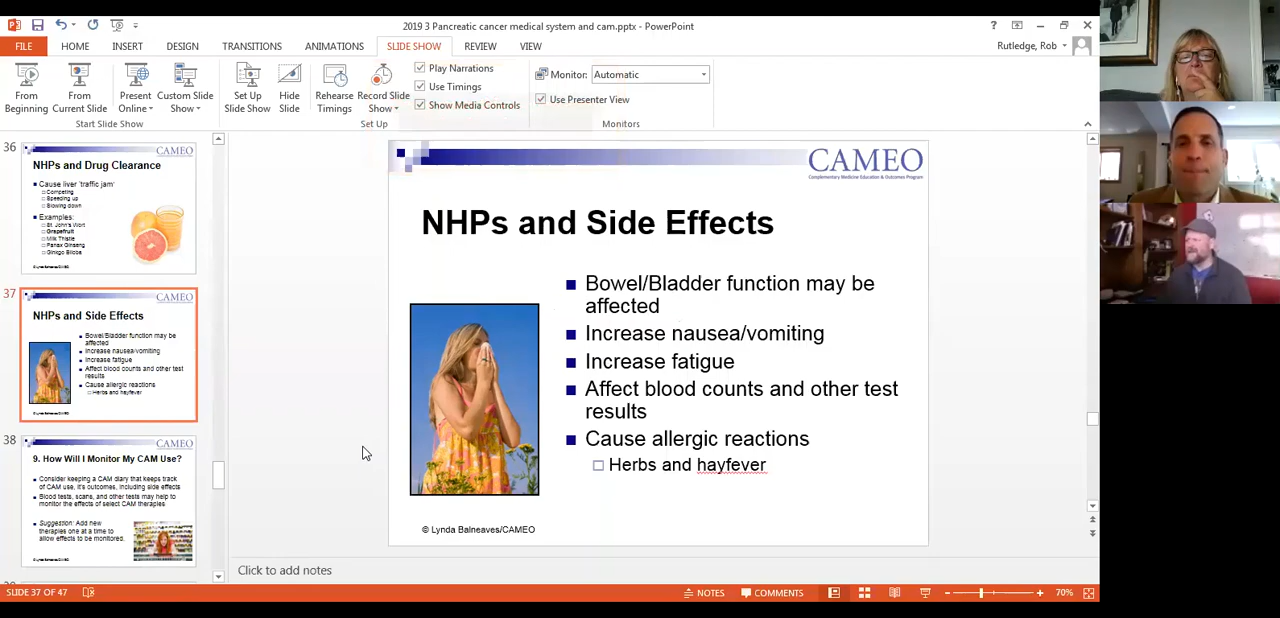 2019 3 Pancreatic cancer medical system and cam.pptx - PowerPoint
?
FILE HOME INSERT DESIGN TRANSITIONS ANIMATIONS SLIDE SHOW REVIEW VIEW
Rutledge, Rob
From Beginning
From Current Slide
Present Online
Custom Slide Show
Start Slide Show
Set Up Slide Show
Hide Slide
Rehearse Timings
Record Slide Show
Play Narrations
Use Timings
Show Media Controls
Set Up
Monitor: Automatic
Use Presenter View
Monitors
36
CAMEO
NHPs and Drug Clearance
Cause liver 'traffic jam'
Competing
Speeding up
Slowing down
Examples:
St. John's Wort
Grapefruit
Milk Thistle
Panax Ginseng
Ginkgo Biloba
© Lynda Balneaves/CAMEO
37
CAMEO
NHPs and Side Effects
Bowel/Bladder function may be
affected
Increase nausea/vomiting
Increase fatigue
Affect blood counts and other test
results
Cause allergic reactions
Herbs and hayfever
© Lynda Balneaves/CAMEO
38
CAMEO
9. How Will I Monitor My CAM Use?
Consider keeping a CAM diary that keeps track
of CAM use, it's outcomes, including side effects
Blood tests, scans, and other tests may help to
monitor the effects of select CAM therapies
Suggestion: Add new
therapies one at a time to
allow effects to be monitored.
© Lynda Balneaves/CAMEO
CAMEO
Complementary Medicine Education & Outcomes Program
NHPs and Side Effects
Bowel/Bladder function may be
affected
Increase nausea/vomiting
Increase fatigue
Affect blood counts and other test
results
Cause allergic reactions
Herbs and hayfever
© Lynda Balneaves/CAMEO
Click to add notes
SLIDE 37 OF 47
NOTES
COMMENTS
70%